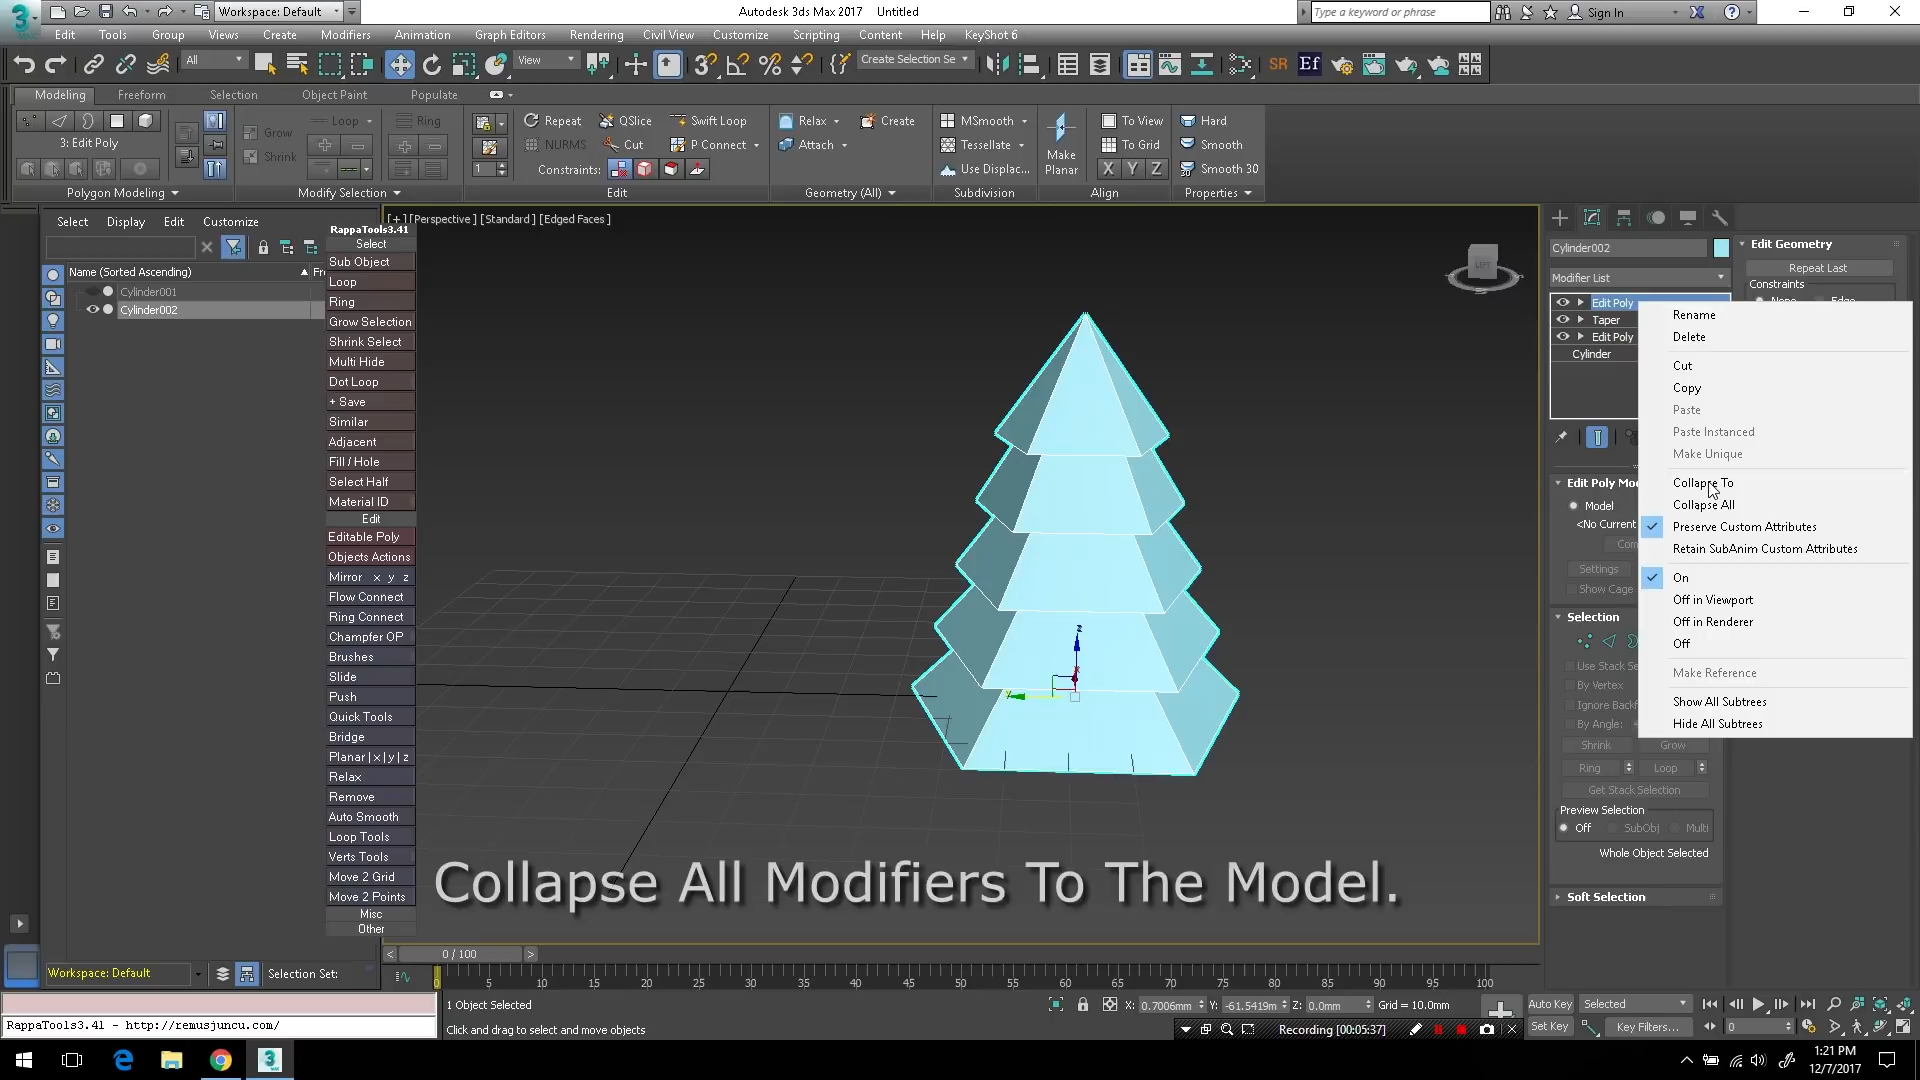 Workspace: Default
Autodesk 3ds Max 2017 Untitled
Type a keyword or phrase
Sign In
Edit Tools Group Views Create Modifiers Animation Graph Editors Rendering Civil View Customize Scripting Content Help KeyShot 6
All
View
Create Selection Se
SR
Ef
Modeling Freeform Selection Object Paint Populate
3: Edit Poly
Polygon Modeling
Grow
Shrink
Loop
Ring
Modify Selection
1
Repeat QSlice Swift Loop
NURMS Cut P Connect
Constraints:
Edit
Relax Create
Attach
Geometry (All)
MSmooth
Tessellate
Use Displac...
Subdivision
Make
Planar
To View
To Grid
X Y Z
Align
Hard
Smooth
Smooth 30
Properties
Select Display Edit Customize
Name (Sorted Ascending)
Fr
Cylinder001
Cylinder002
RappaTools3.41
Select
Sub Object
Loop
Ring
Grow Selection
Shrink Select
Multi Hide
Dot Loop
+ Save
Similar
Adjacent
Fill / Hole
Select Half
Material ID
Edit
Editable Poly
Objects Actions
Mirror x y z
Flow Connect
Ring Connect
Champfer OP
Brushes
Slide
Push
Quick Tools
Bridge
Planar | x | y | z
Relax
Remove
Auto Smooth
Loop Tools
Verts Tools
Move 2 Grid
Move 2 Points
Misc
Other
[+] [Perspective ] [Standard ] [Edged Faces ]
LEFT
z
x
y
Collapse All Modifiers To The Model.
Cylinder002
Modifier List
Edit Poly
Taper
Edit Poly
Cylinder
Edit Geometry
Repeat Last
Constraints
None Edge
Rename
Delete
Cut
Copy
Paste
Paste Instanced
Make Unique
Collapse To
Collapse All
Preserve Custom Attributes
Retain SubAnim Custom Attributes
On
Off in Viewport
Off in Renderer
Off
Make Reference
Show All Subtrees
Hide All Subtrees
Edit Poly Mo
Model
<No Current
Com
Settings
Show Cage
Selection
Use Stack Se
By Vertex
Ignore Backf
By Angle:
Shrink Grow
Ring Loop
Get Stack Selection
Preview Selection
Off SubObj Multi
Whole Object Selected
Soft Selection
< 0 / 100 >
0 5 10 15 20 25 30 35 40 45 50 55 60 65 70 75 80 85 90 95 100
Workspace: Default
Selection Set:
RappaTools3.41 - http://remusjuncu.com/
1 Object Selected
Click and drag to select and move objects
X: 0.7006mm Y: -61.5419m Z: 0.0mm Grid = 10.0mm
Recording [00:05:37]
Auto Key Selected
Set Key Key Filters...
0
1:21 PM
12/7/2017